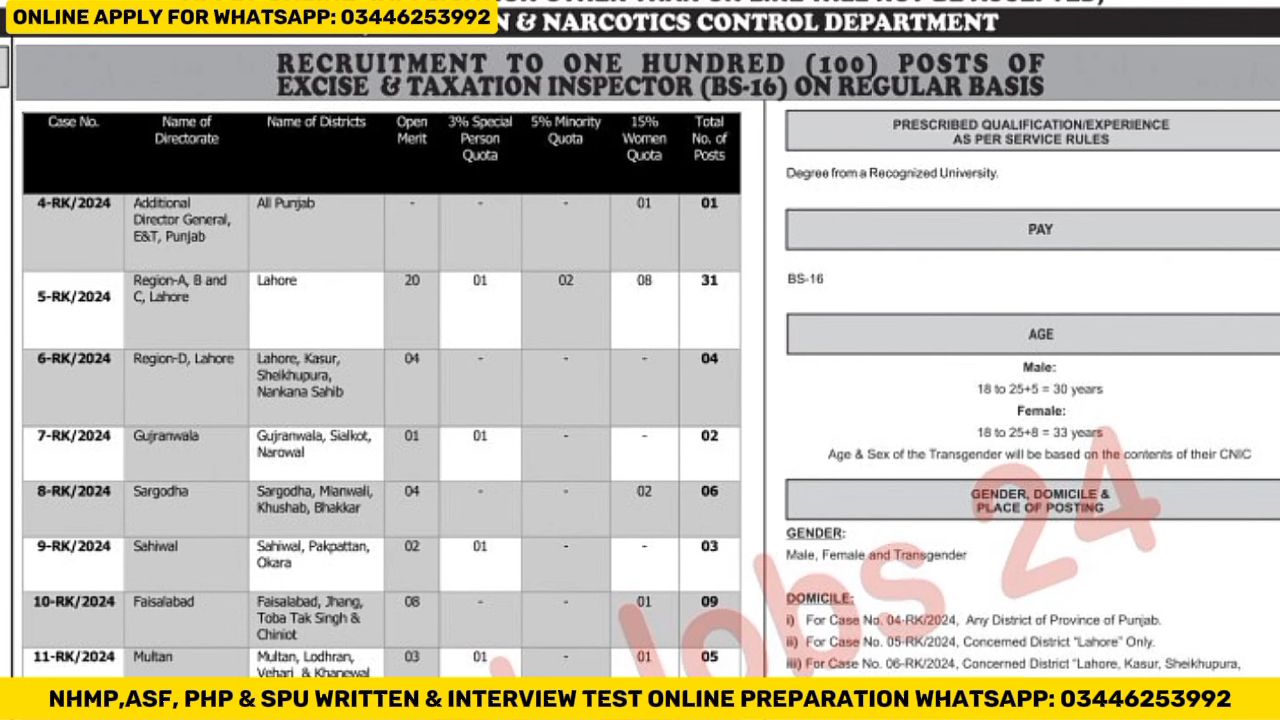 ONLINE APPLY FOR WHATSAPP: 03446253992
N & NARCOTICS CONTROL DEPARTMENT
RECRUITMENT TO ONE HUNDRED (100) POSTS OF
EXCISE & TAXATION INSPECTOR (BS-16) ON REGULAR BASIS
Case No. Name of Directorate Name of Districts Open Merit 3% Special Person Quota 5% Minority Quota 15% Women Quota Total No. of Posts
4-RK/2024 Additional Director General, E&T, Punjab All Punjab - - - 01 01
5-RK/2024 Region-A, B and C, Lahore Lahore 20 01 02 08 31
6-RK/2024 Region-D, Lahore Lahore, Kasur, Sheikhupura, Nankana Sahib 04 - - - 04
7-RK/2024 Gujranwala Gujranwala, Sialkot, Narowal 01 01 - - 02
8-RK/2024 Sargodha Sargodha, Mianwali, Khushab, Bhakkar 04 - - 02 06
9-RK/2024 Sahiwal Sahiwal, Pakpattan, Okara 02 01 - - 03
10-RK/2024 Faisalabad Faisalabad, Jhang, Toba Tak Singh & Chiniot 08 - - 01 09
11-RK/2024 Multan Multan, Lodhran, Vehari & Khanewal 03 01 - 01 05
PRESCRIBED QUALIFICATION/EXPERIENCE
AS PER SERVICE RULES
Degree from a Recognized University.
PAY
BS-16
AGE
Male:
18 to 25+5 = 30 years
Female:
18 to 25+8 = 33 years
Age & Sex of the Transgender will be based on the contents of their CNIC
GENDER, DOMICILE &
PLACE OF POSTING
GENDER:
Male, Female and Transgender
DOMICILE:
i) For Case No. 04-RK/2024, Any District of Province of Punjab.
ii) For Case No. 05-RK/2024, Concerned District "Lahore" Only.
iii) For Case No. 06-RK/2024, Concerned District "Lahore, Kasur, Sheikhupura,
Jobs 24
NHMP,ASF, PHP & SPU WRITTEN & INTERVIEW TEST ONLINE PREPARATION WHATSAPP: 03446253992